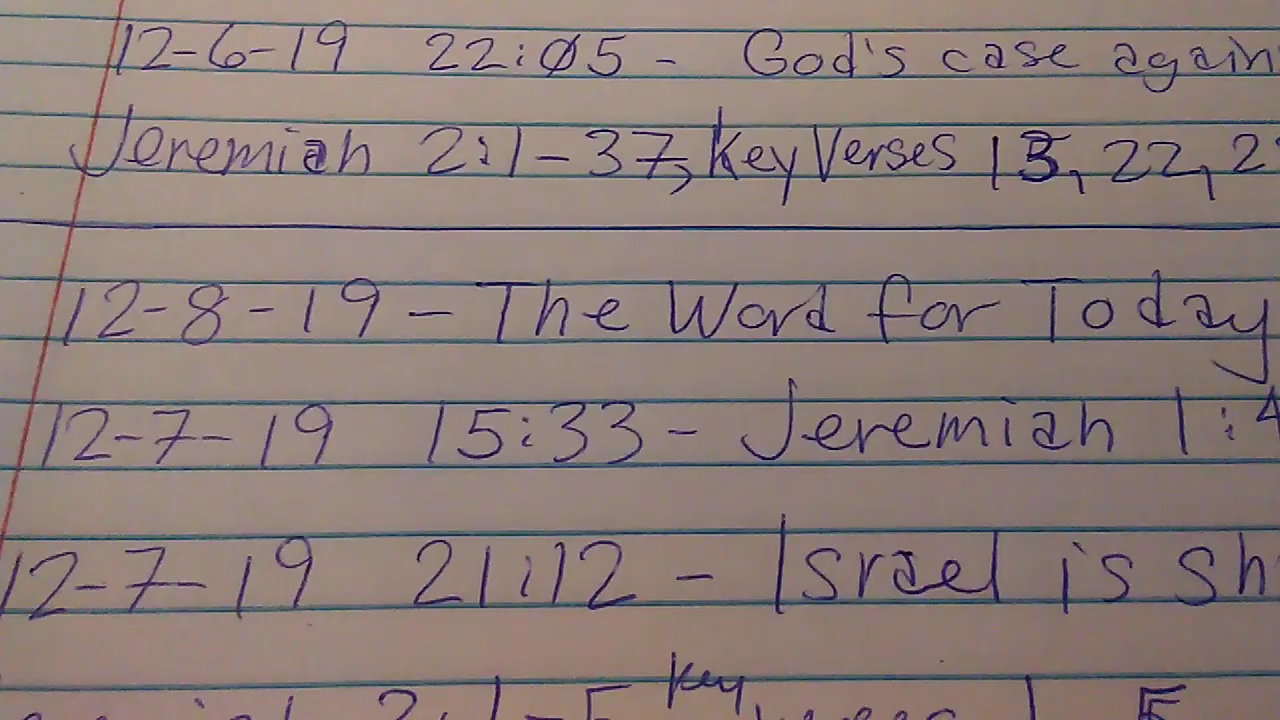 12-6-19 22:05 - God's case again
Jeremiah 2:1-37, Key Verses 13, 22, 2
12-8-19 - The Word for Today
12-7-19 15:33 - Jeremiah 1:4
12-7-19 21:12 - Israel is sh
key